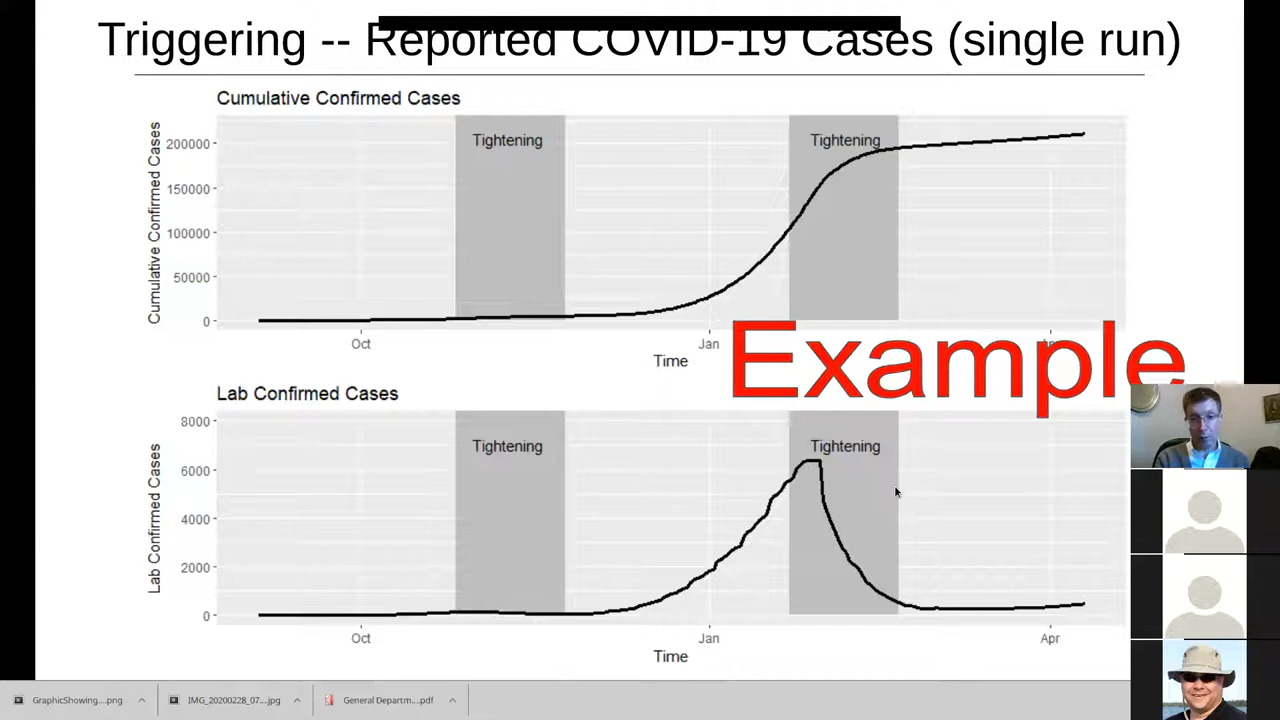 Triggering -- Reported COVID-19 Cases (single run)
Cumulative Confirmed Cases
Cumulative Confirmed Cases
200000
150000
100000
50000
0
Tightening
Tightening
Oct
Jan
Time
Example
Lab Confirmed Cases
Lab Confirmed Cases
8000
6000
4000
2000
0
Tightening
Tightening
Oct
Jan
Apr
Time
GraphicShowing....png
IMG_20200228_07...jpg
General Departm...pdf